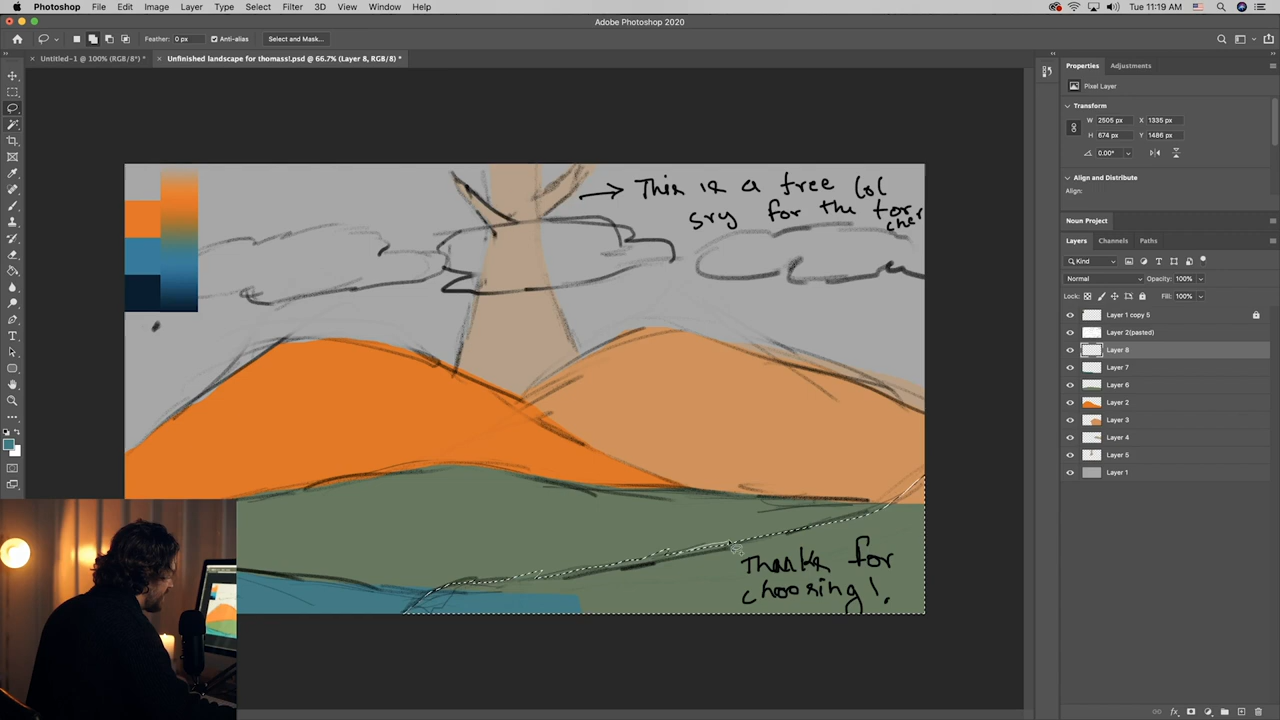 Photoshop File Edit Image Layer Type Select Filter 3D View Window Help Tue 11:19 AM
Adobe Photoshop 2020
Feather: 0 px Anti-alias Select and Mask...
Untitled-1 @ 100% (RGB/8*) * Unfinished landscape for thomass!.psd @ 66.7% (Layer 8, RGB/8) *
Properties Adjustments
Pixel Layer
Transform
W 2505 px X 1335 px
H 674 px Y 1486 px
0.00°
Align and Distribute
Align:
Noun Project
Layers Channels Paths
Kind
Normal Opacity: 100%
Lock: Fill: 100%
Layer 1 copy 5
Layer 2(pasted)
Layer 8
Layer 7
Layer 6
Layer 2
Layer 3
Layer 4
Layer 5
Layer 1
This is a tree lol
sry for the tor
cher
Thanks for
choosing!